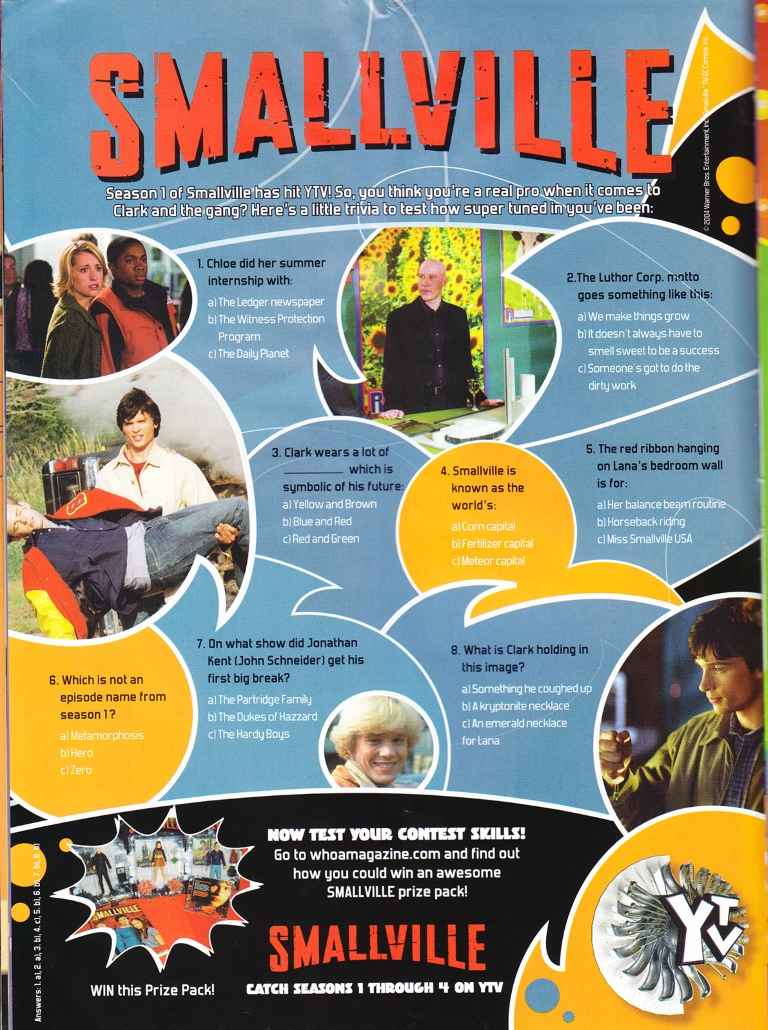 SMALLVILLE
Season 1 of Smallville has hit YTV! So, you think you're a real pro when it comes to
Clark and the gang? Here's a little trivia to test how super tuned in you've been:
© 2004 Warner Bros. Entertainment, Inc. Smallville™/© DC Comics, Inc.
1. Chloe did her summer
internship with:
a) The Ledger newspaper
b) The Witness Protection
Program
c) The Daily Planet
2.The Luthor Corp. motto
goes something like this:
a) We make things grow
b) It doesn't always have to
smell sweet to be a success
c) Someone's got to do the
dirty work
3. Clark wears a lot of
__________ which is
symbolic of his future:
a) Yellow and Brown
b) Blue and Red
c) Red and Green
4. Smallville is
known as the
world's:
a) Corn capital
b) Fertilizer capital
c) Meteor capital
5. The red ribbon hanging
on Lana's bedroom wall
is for:
a) Her balance beam routine
b) Horseback riding
c) Miss Smallville USA
6. Which is not an
episode name from
season 1?
a) Metamorphosis
b) Hero
c) Zero
7. On what show did Jonathan
Kent (John Schneider) get his
first big break?
a) The Partridge Family
b) The Dukes of Hazzard
c) The Hardy Boys
8. What is Clark holding in
this image?
a) Something he coughed up
b) A kryptonite necklace
c) An emerald necklace
for Lana
NOW TEST YOUR CONTEST SKILLS!
Go to whoamagazine.com and find out
how you could win an awesome
SMALLVILLE prize pack!
SMALLVILLE
CATCH SEASONS 1 THROUGH 4 ON YTV
SMALLVILLE
WIN this Prize Pack!
Answers: 1. a), 2. a), 3. b), 4. c), 5. b), 6. b), 7. b), 8. b) 6.
YTV